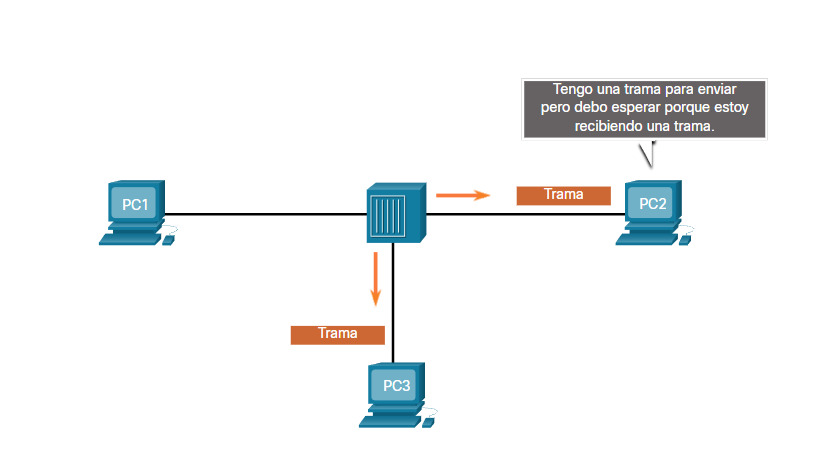 Tengo una trama para enviar
pero debo esperar porque estoy
recibiendo una trama.
Trama
PC1
PC2
Trama
PC3